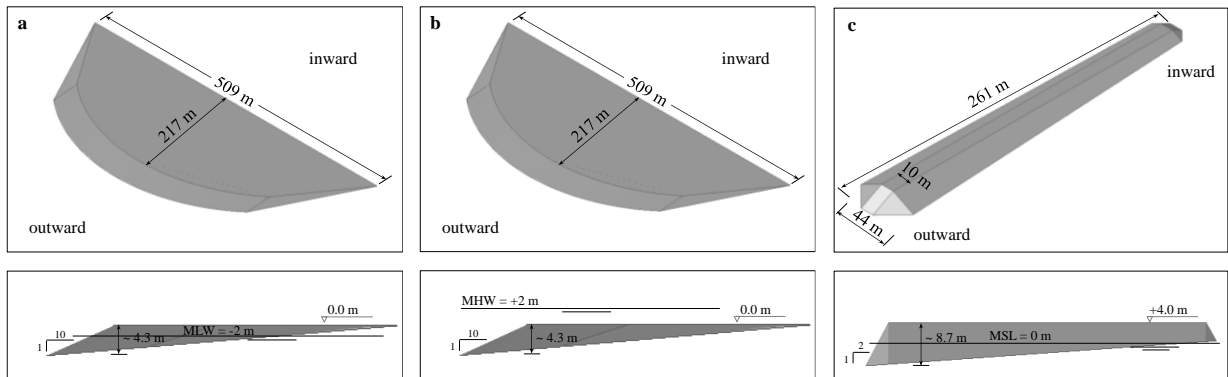 a
inward
509 m
217 m
outward
b
inward
509 m
217 m
outward
c
261 m
inward
10 m
44 m
outward
0.0 m
10
1
MLW = -2 m
~ 4.3 m
MHW = +2 m
0.0 m
10
1
~ 4.3 m
+4.0 m
2
1
MSL = 0 m
~ 8.7 m